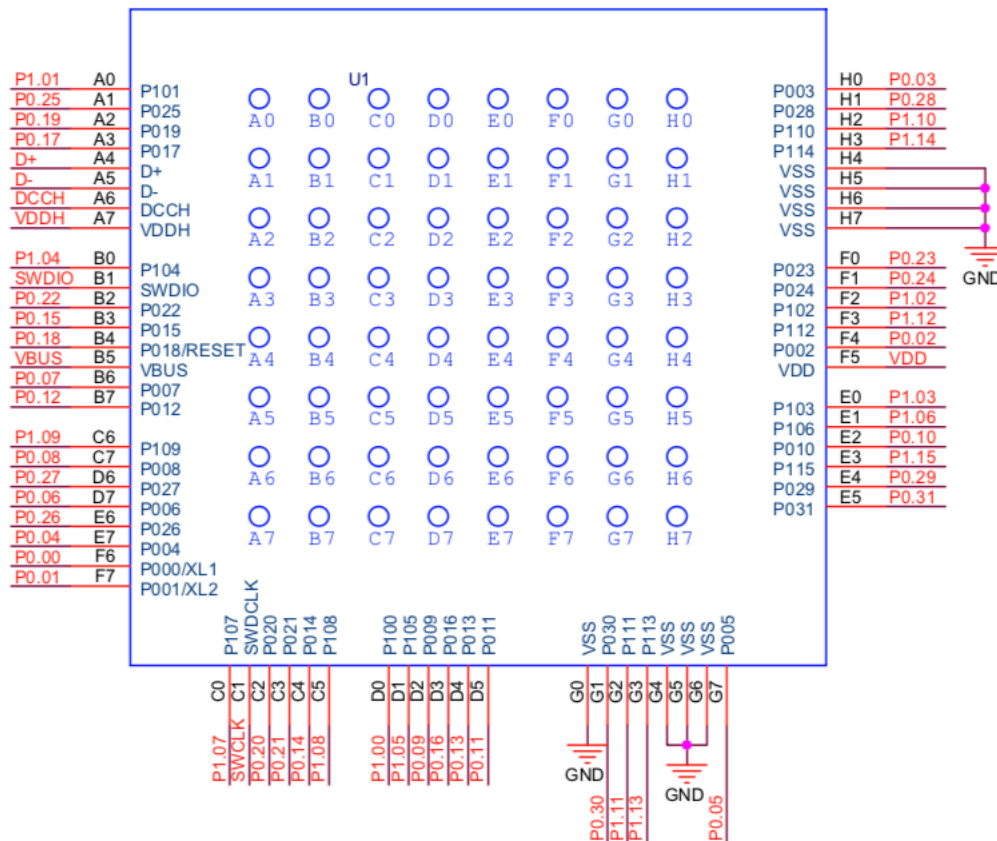 U1
P1.01 A0 P101
P0.25 A1 P025
P0.19 A2 P019
P0.17 A3 P017
D+ A4 D+
D- A5 D-
DCCH A6 DCCH
VDDH A7 VDDH
P1.04 B0 P104
SWDIO B1 SWDIO
P0.22 B2 P022
P0.15 B3 P015
P0.18 B4 P018/RESET
VBUS B5 VBUS
P0.07 B6 P007
P0.12 B7 P012
P1.09 C6 P109
P0.08 C7 P008
P0.27 D6 P027
P0.06 D7 P006
P0.26 E6 P026
P0.04 E7 P004
P0.00 F6 P000/XL1
P0.01 F7 P001/XL2
A0 B0 C0 D0 E0 F0 G0 H0
A1 B1 C1 D1 E1 F1 G1 H1
A2 B2 C2 D2 E2 F2 G2 H2
A3 B3 C3 D3 E3 F3 G3 H3
A4 B4 C4 D4 E4 F4 G4 H4
A5 B5 C5 D5 E5 F5 G5 H5
A6 B6 C6 D6 E6 F6 G6 H6
A7 B7 C7 D7 E7 F7 G7 H7
P003 H0 P0.03
P028 H1 P0.28
P110 H2 P1.10
P114 H3 P1.14
VSS H4
VSS H5
VSS H6
VSS H7
GND
P023 F0 P0.23
P024 F1 P0.24
P102 F2 P1.02
P112 F3 P1.12
P002 F4 P0.02
VDD F5 VDD
P103 E0 P1.03
P106 E1 P1.06
P010 E2 P0.10
P115 E3 P1.15
P029 E4 P0.29
P031 E5 P0.31
P107 C0 P1.07
SWDCLK C1 SWCLK
P020 C2 P0.20
P021 C3 P0.21
P014 C4 P0.14
P108 C5 P1.08
P100 D0 P1.00
P105 D1 P1.05
P009 D2 P0.09
P016 D3 P0.16
P013 D4 P0.13
P011 D5 P0.11
VSS G0 GND
P030 G1 P0.30
P111 G2 P1.11
P113 G3 P1.13
VSS G4
VSS G5
VSS G6
GND
P005 G7 P0.05